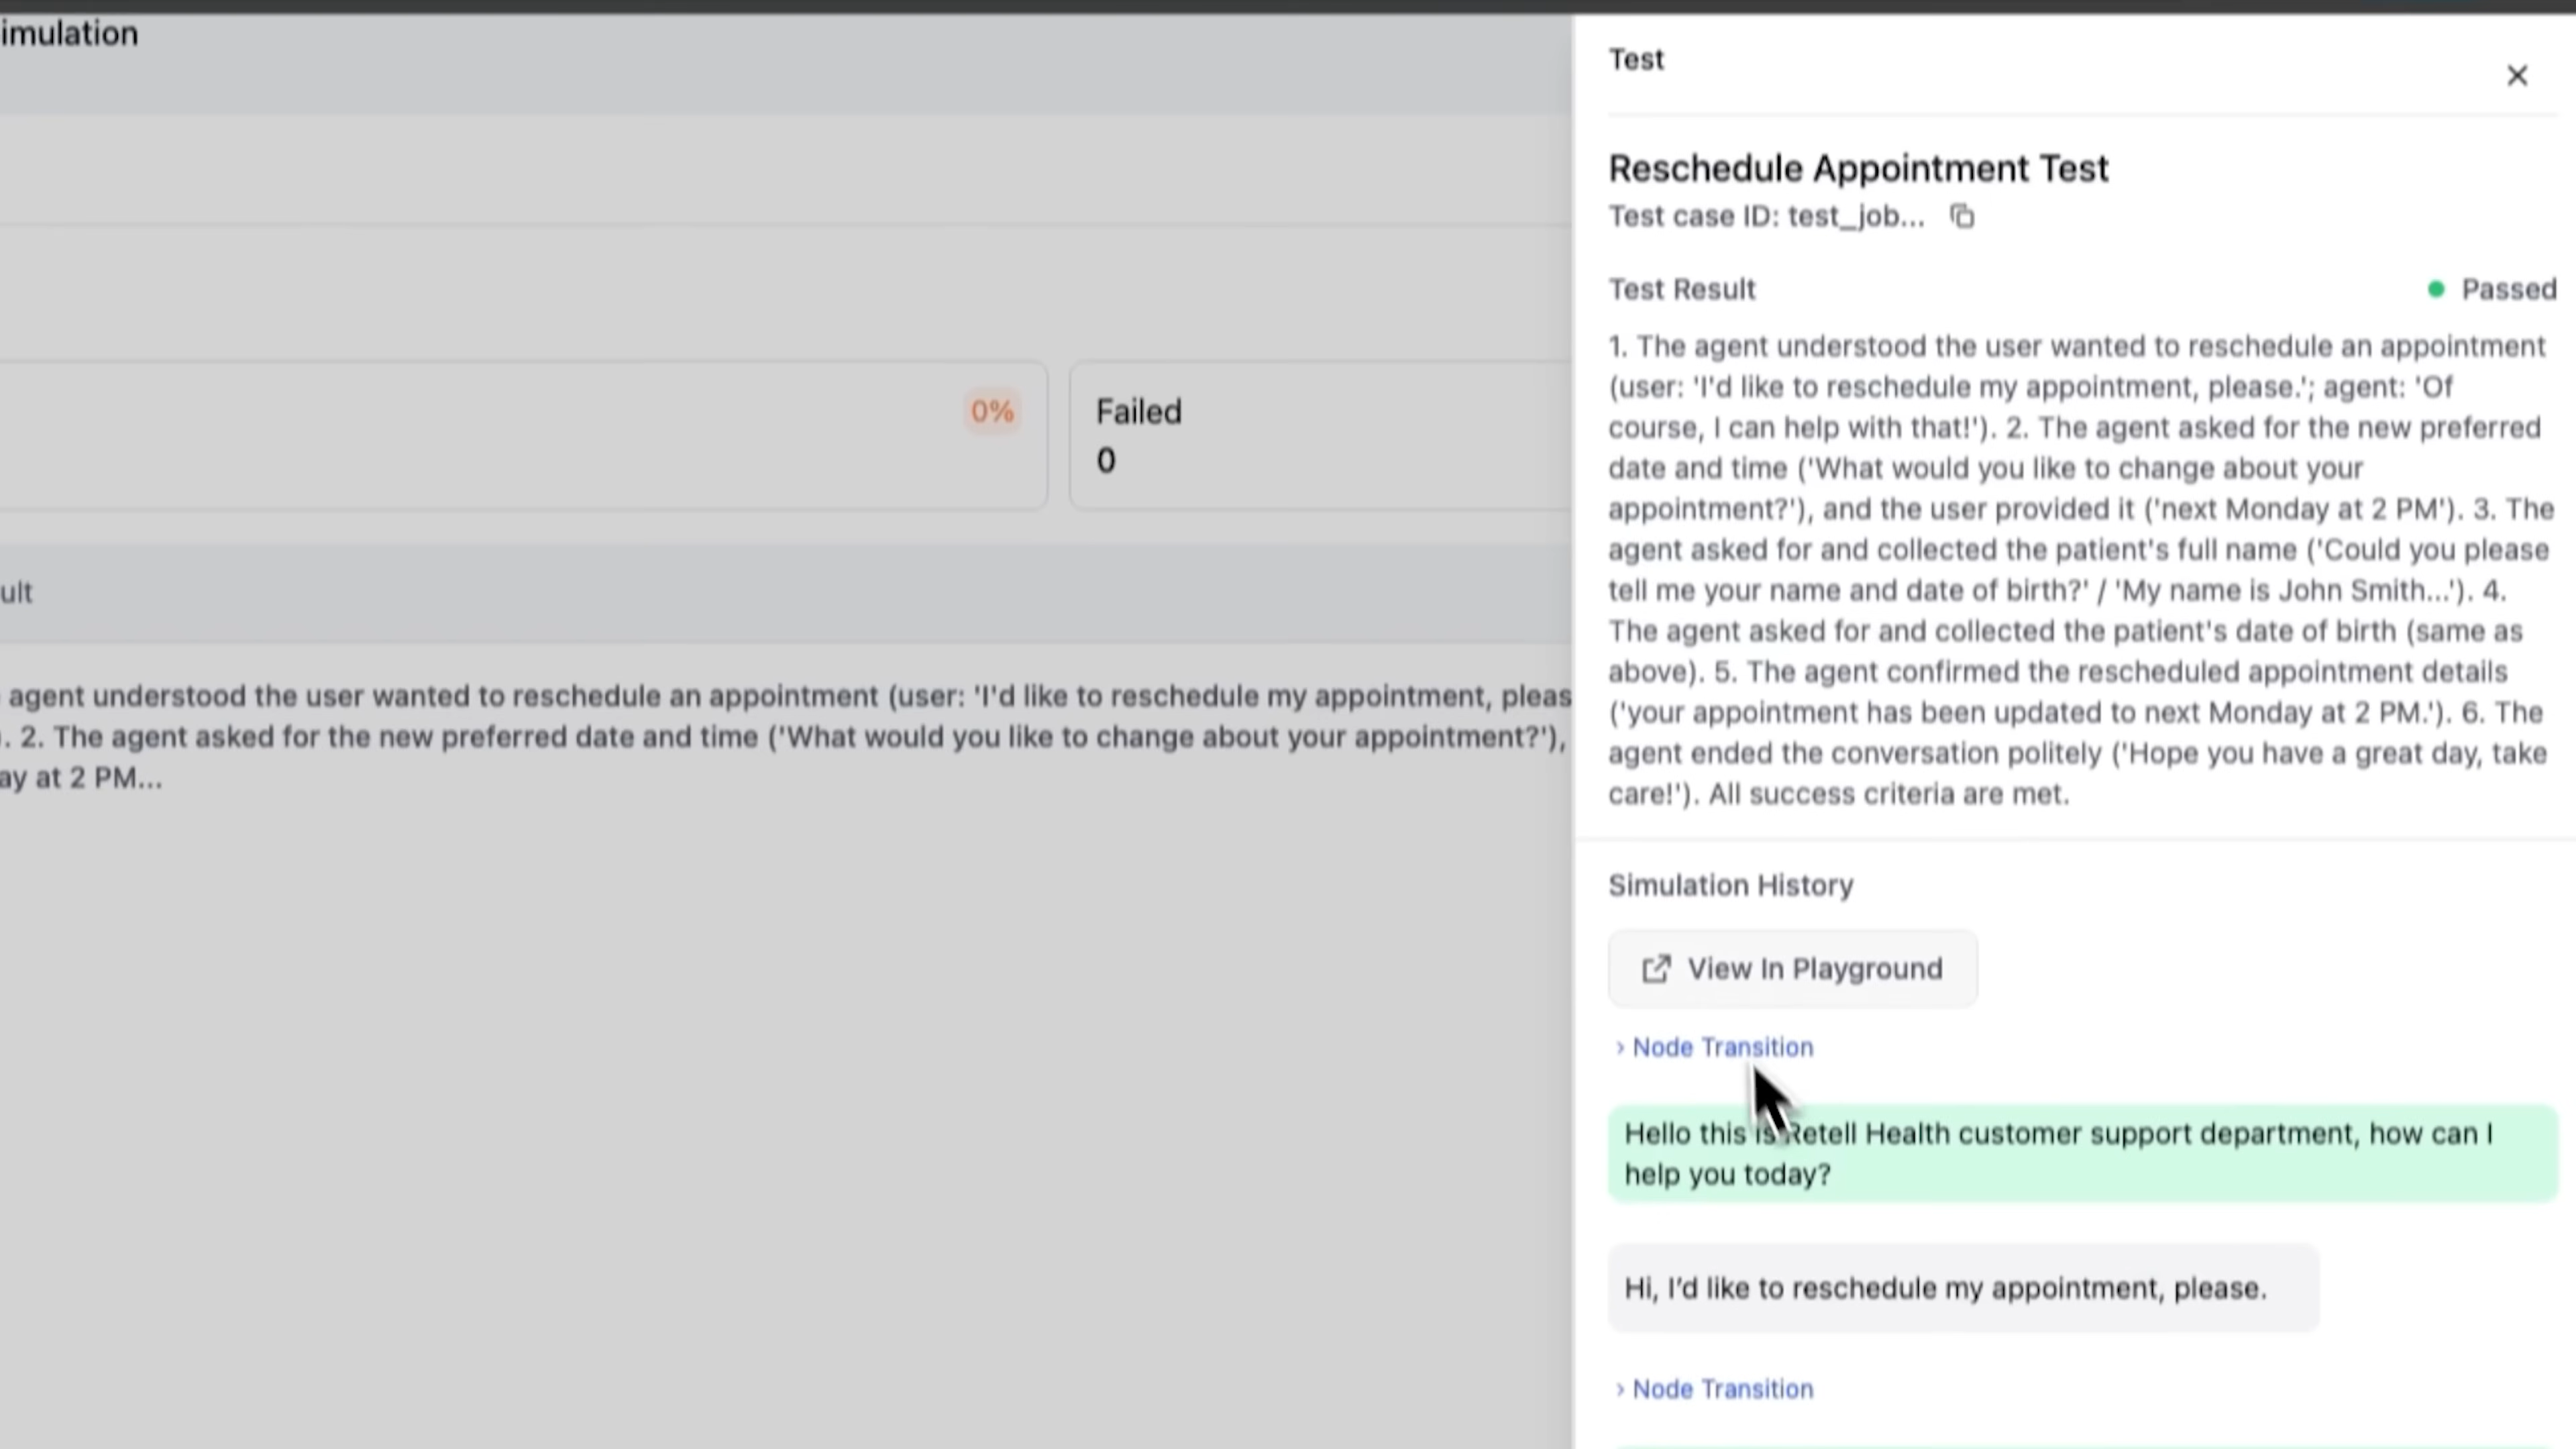 imulation
0%
Failed
0
ult
agent understood the user wanted to reschedule an appointment (user: 'I'd like to reschedule my appointment, pleas
. 2. The agent asked for the new preferred date and time ('What would you like to change about your appointment?'),
ay at 2 PM...
Test
Reschedule Appointment Test
Test case ID: test_job...
Test Result
Passed
1. The agent understood the user wanted to reschedule an appointment
(user: 'I'd like to reschedule my appointment, please.'; agent: 'Of
course, I can help with that!'). 2. The agent asked for the new preferred
date and time ('What would you like to change about your
appointment?'), and the user provided it ('next Monday at 2 PM'). 3. The
agent asked for and collected the patient's full name ('Could you please
tell me your name and date of birth?' / 'My name is John Smith...'). 4.
The agent asked for and collected the patient's date of birth (same as
above). 5. The agent confirmed the rescheduled appointment details
('your appointment has been updated to next Monday at 2 PM.'). 6. The
agent ended the conversation politely ('Hope you have a great day, take
care!'). All success criteria are met.
Simulation History
View In Playground
› Node Transition
Hello this is Retell Health customer support department, how can I
help you today?
Hi, I’d like to reschedule my appointment, please.
› Node Transition